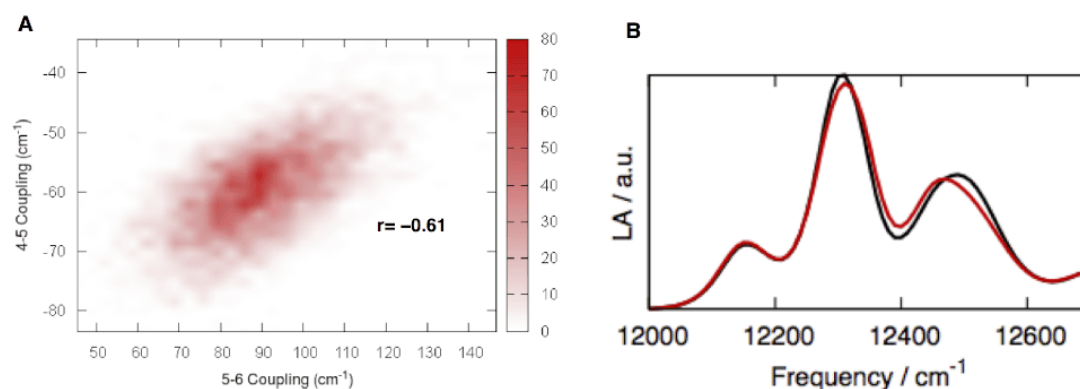 A
4-5 Coupling (cm⁻¹)
-40
-50
-60
-70
-80
50 60 70 80 90 100 110 120 130 140
5-6 Coupling (cm⁻¹)
r= −0.61
80
70
60
50
40
30
20
10
0
B
LA / a.u.
12000 12200 12400 12600
Frequency / cm⁻¹